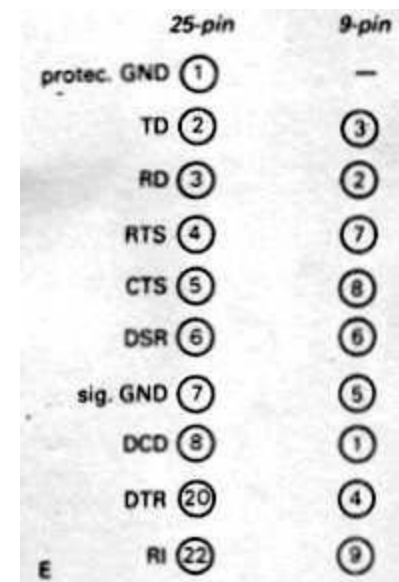 25-pin 9-pin
protec. GND 1 —
TD 2 3
RD 3 2
RTS 4 7
CTS 5 8
DSR 6 6
sig. GND 7 5
DCD 8 1
DTR 20 4
E RI 22 9